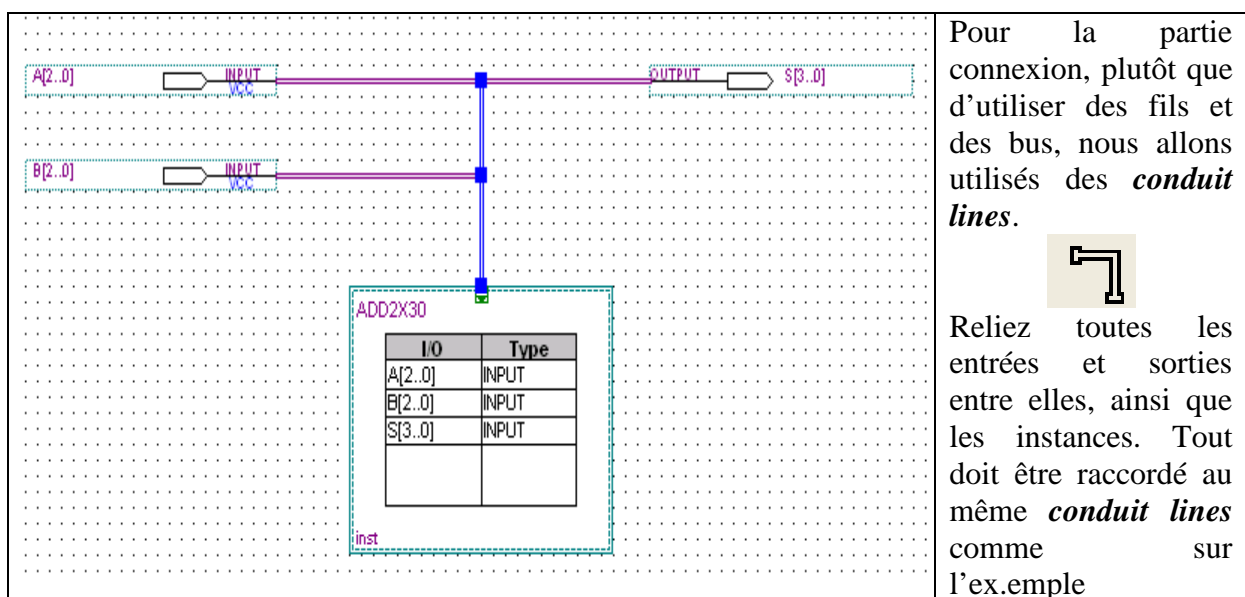 A[2..0] INPUT VCC OUTPUT S[3..0]
B[2..0] INPUT VCC
ADD2X30
I/O Type
A[2..0] INPUT
B[2..0] INPUT
S[3..0] INPUT
inst
Pour la partie
connexion, plutôt que
d’utiliser des fils et
des bus, nous allons
utilisés des conduit
lines.
Reliez toutes les
entrées et sorties
entre elles, ainsi que
les instances. Tout
doit être raccordé au
même conduit lines
comme sur
l’ex.emple